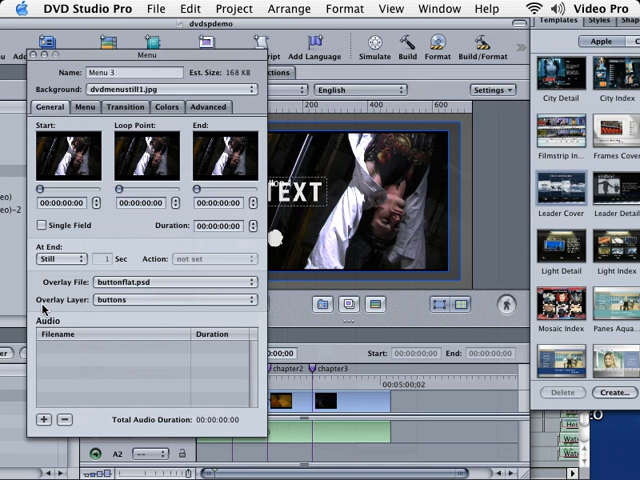 DVD Studio Pro File Edit Project Arrange Format View Window Video Pro
dvdspdemo
Menu
Templates Styles
Add Language Simulate Build Format Build/Format
Name: Menu 3 Est. Size: 168 KB
Background: dvdmenustill1.jpg
English Settings
Apple
General Menu Transition Colors Advanced
200 400 600
City Detail City Index
Start: Loop Point: End:
Filmstrip In... Frames Cover
TEXT
00:00:00:00 00:00:00:00 00:00:00:00
Leader Cover Leader Detai
Single Field Duration: 00:00:00:00
At End:
Still 1 Sec Action: not set
Light Detail Light Index
Overlay File: buttonflat.psd
Overlay Layer: buttons
Audio
Mosaic Index Panes Aqua...
Filename Duration
Start: 00:00:00:00 End: 00:00:00:00
chapter2 chapter3
00:05:00;02
Delete Create...
Total Audio Duration: 00:00:00:00
A2